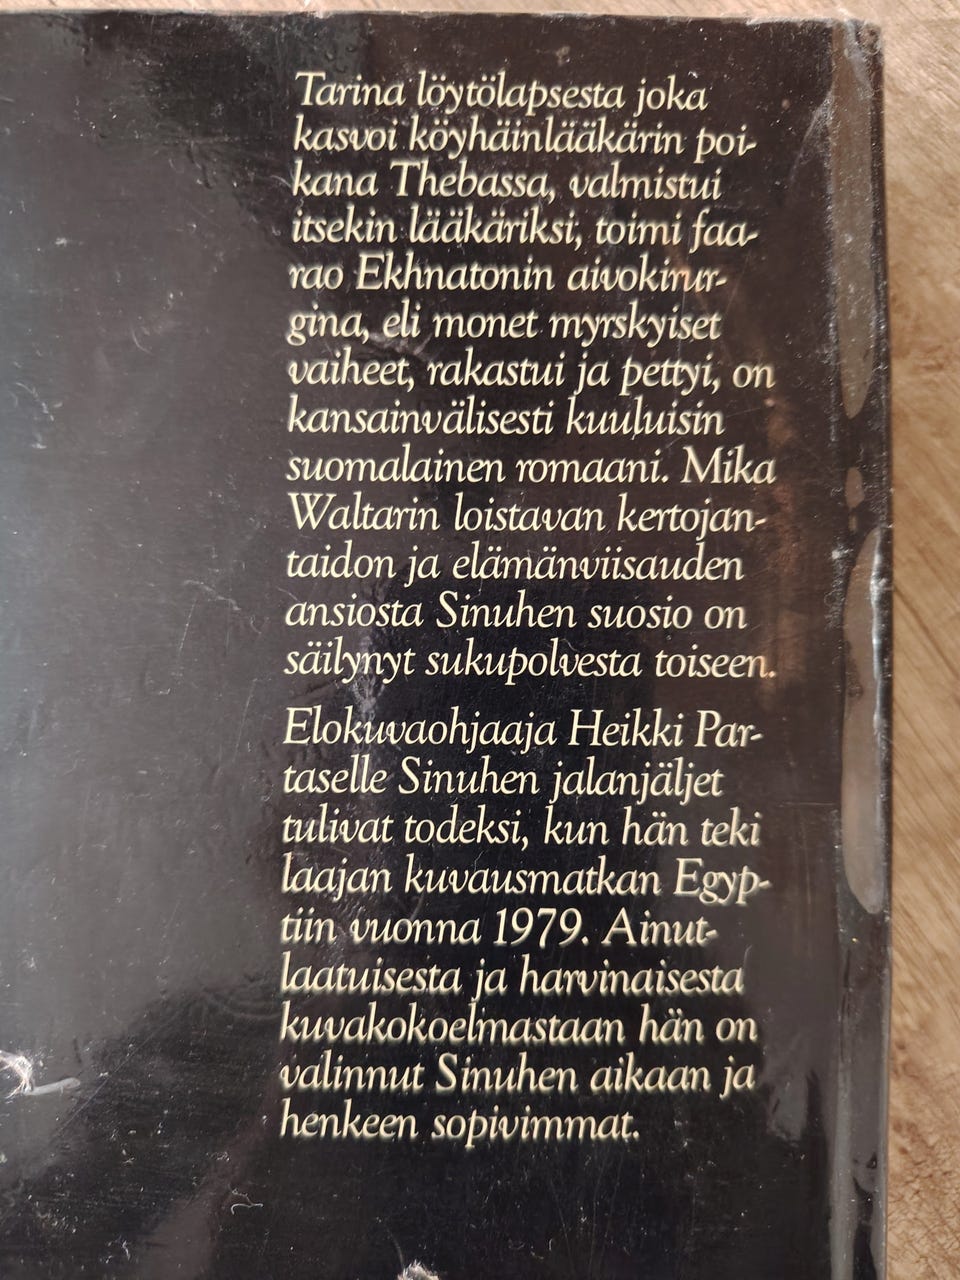 Tarina löytölapsesta joka
kasvoi köyhäinlääkärin poi-
kana Thebassa, valmistui
itsekin lääkäriksi, toimi faa-
rao Ekhnatonin aivokirur-
gina, eli monet myrskyiset
vaiheet, rakastui ja pettyi, on
kansainvälisesti kuuluisin
suomalainen romaani. Mika
Waltarin loistavan kertojan-
taidon ja elämänviisauden
ansiosta Sinuhen suosio on
säilynyt sukupolvesta toiseen.
Elokuvaohjaaja Heikki Par-
taselle Sinuhen jalanjäljet
tulivat todeksi, kun hän teki
laajan kuvausmatkan Egyp-
tiin vuonna 1979. Ainut-
laatuisesta ja harvinaisesta
kuvakokoelmastaan hän on
valinnut Sinuhen aikaan ja
henkeen sopivimmat.